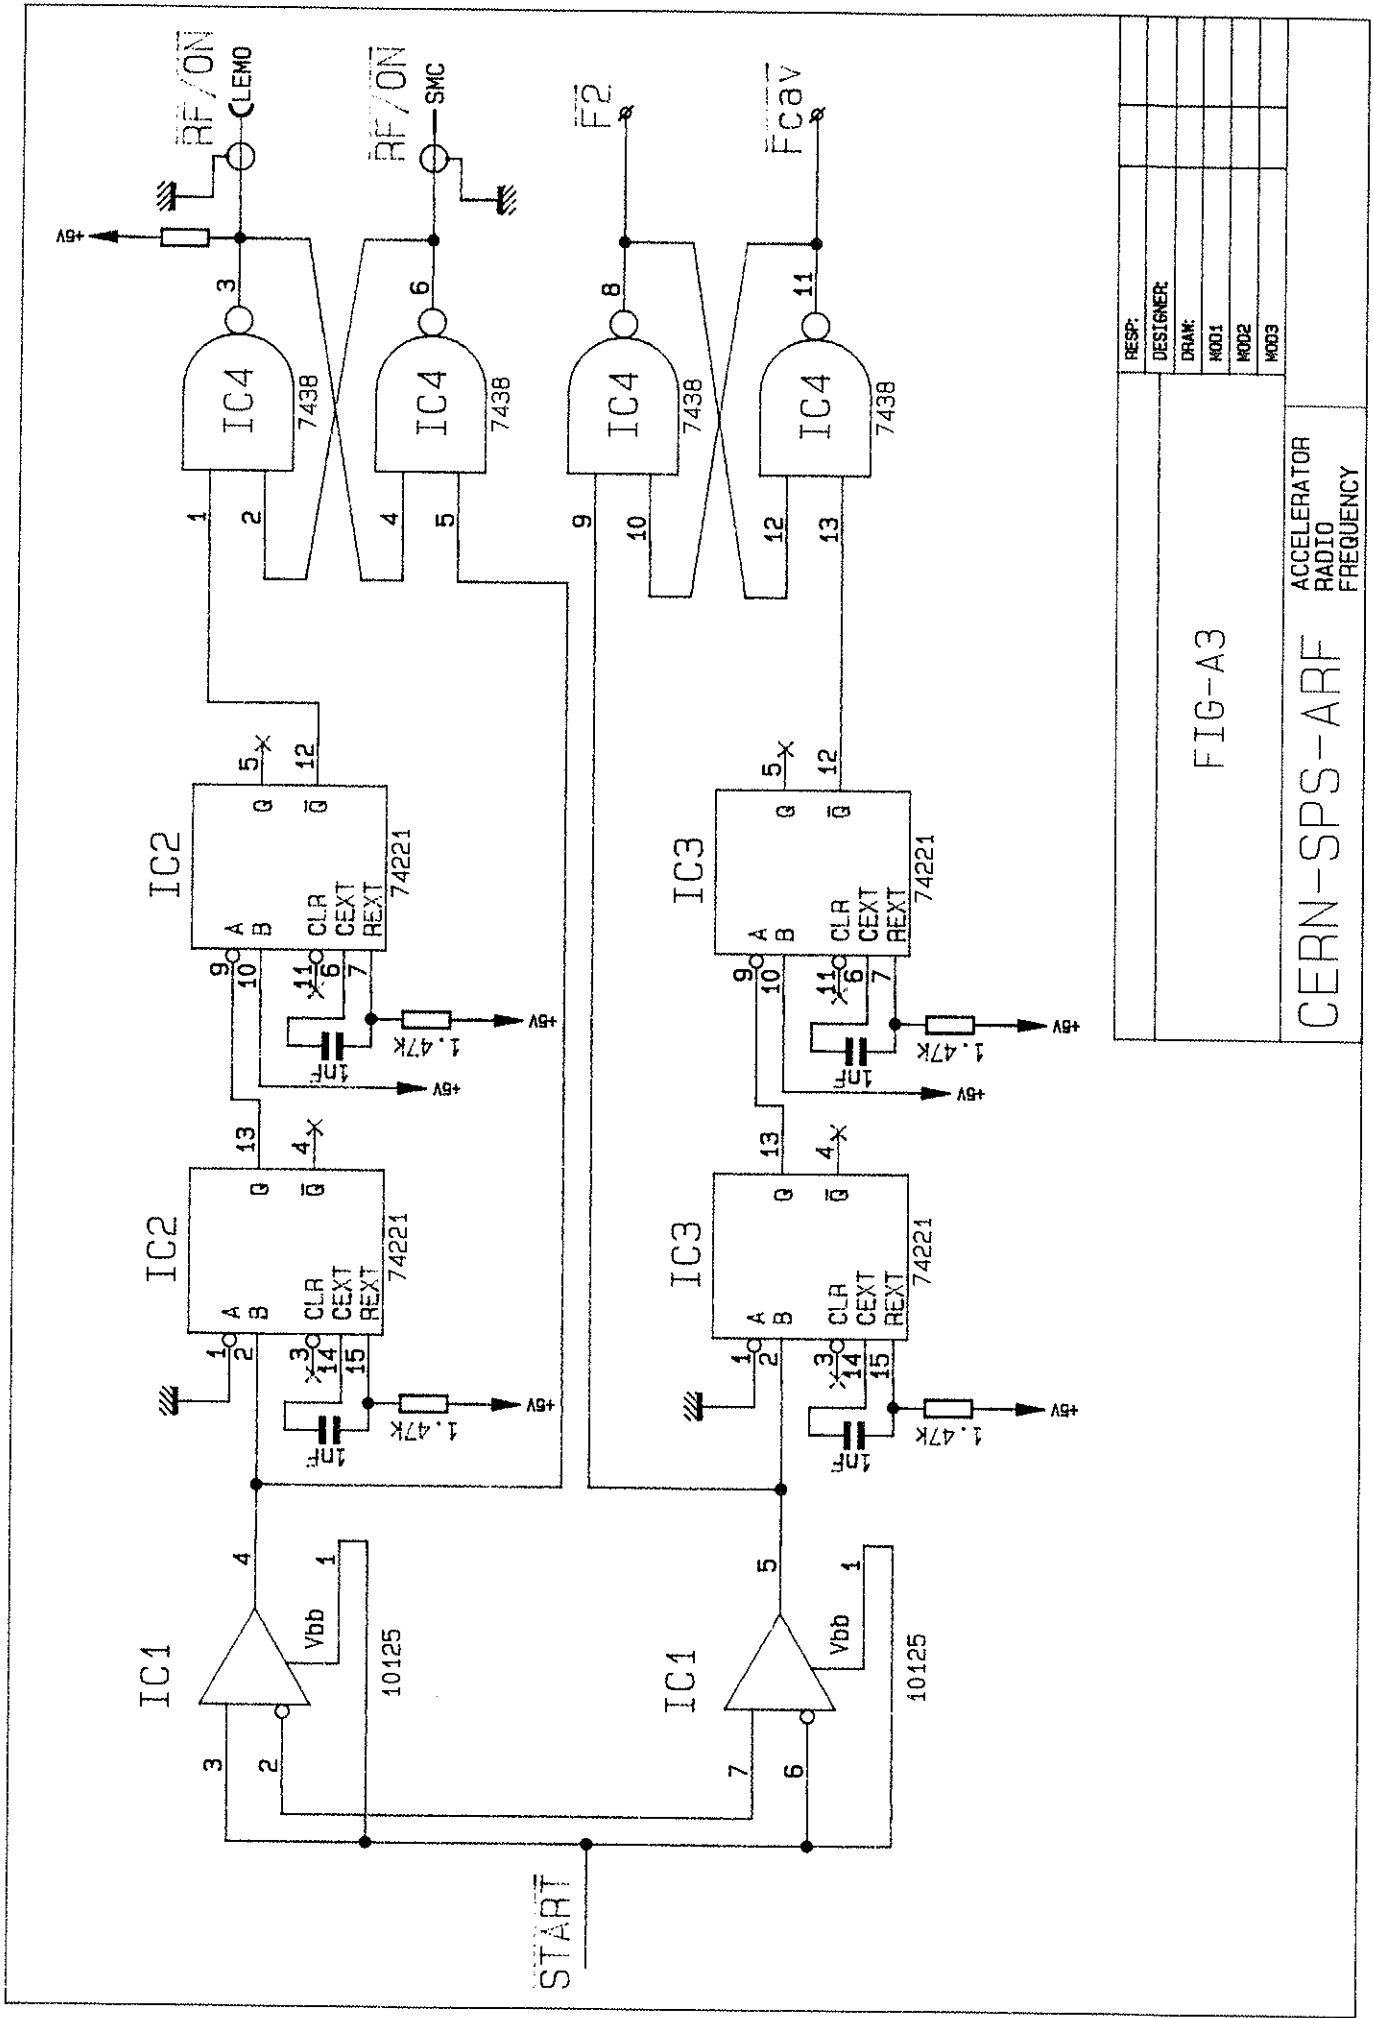 START
IC1
3
2
4
Vbb
1
10125
IC1
7
6
5
Vbb
1
10125
IC2
1
2
3
14
15
A
B
CLR
CEXT
REXT
Q
Q
13
4
74221
1nF
1.47k
+5V
IC2
9
10
11
6
7
A
B
CLR
CEXT
REXT
Q
Q
5
12
74221
1nF
1.47k
+5V
+5V
IC3
1
2
3
14
15
A
B
CLR
CEXT
REXT
Q
Q
13
4
74221
1nF
1.47k
+5V
IC3
9
10
11
6
7
A
B
CLR
CEXT
REXT
Q
Q
5
12
74221
1nF
1.47k
+5V
+5V
1
2
IC4
7438
3
+5V
RF/ON
LEMO
4
5
IC4
7438
6
RF/ON
SMC
9
10
IC4
7438
8
F2
12
13
IC4
7438
11
Fcav
FIG-A3
RESP:
DESIGNER:
DRAW:
MOD1
MOD2
MOD3
CERN-SPS-ARF
ACCELERATOR
RADIO
FREQUENCY